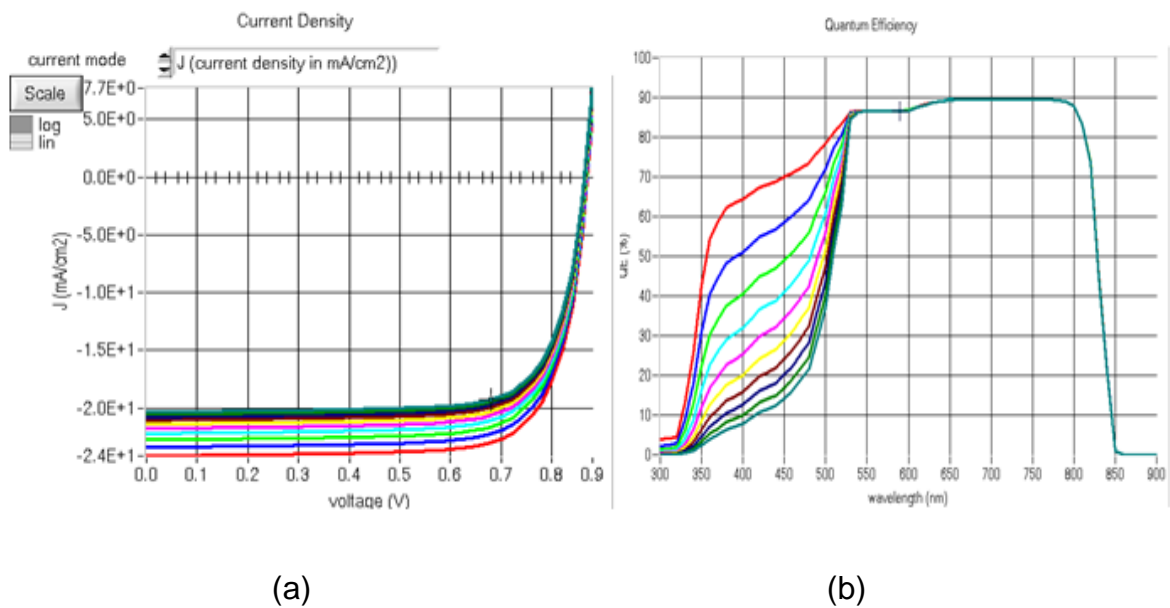 Current Density
current mode
J (current density in mA/cm2))
Scale
log
lin
7.7E+0
5.0E+0
0.0E+0
-5.0E+0
-1.0E+1
-1.5E+1
-2.0E+1
-2.4E+1
J (mA/cm2)
0.0 0.1 0.2 0.3 0.4 0.5 0.6 0.7 0.8 0.9
voltage (V)
Quantum Efficiency
100
90
80
70
60
50
40
30
20
10
0
QE (%)
300 350 400 450 500 550 600 650 700 750 800 850 900
wavelength (nm)
(a) (b)